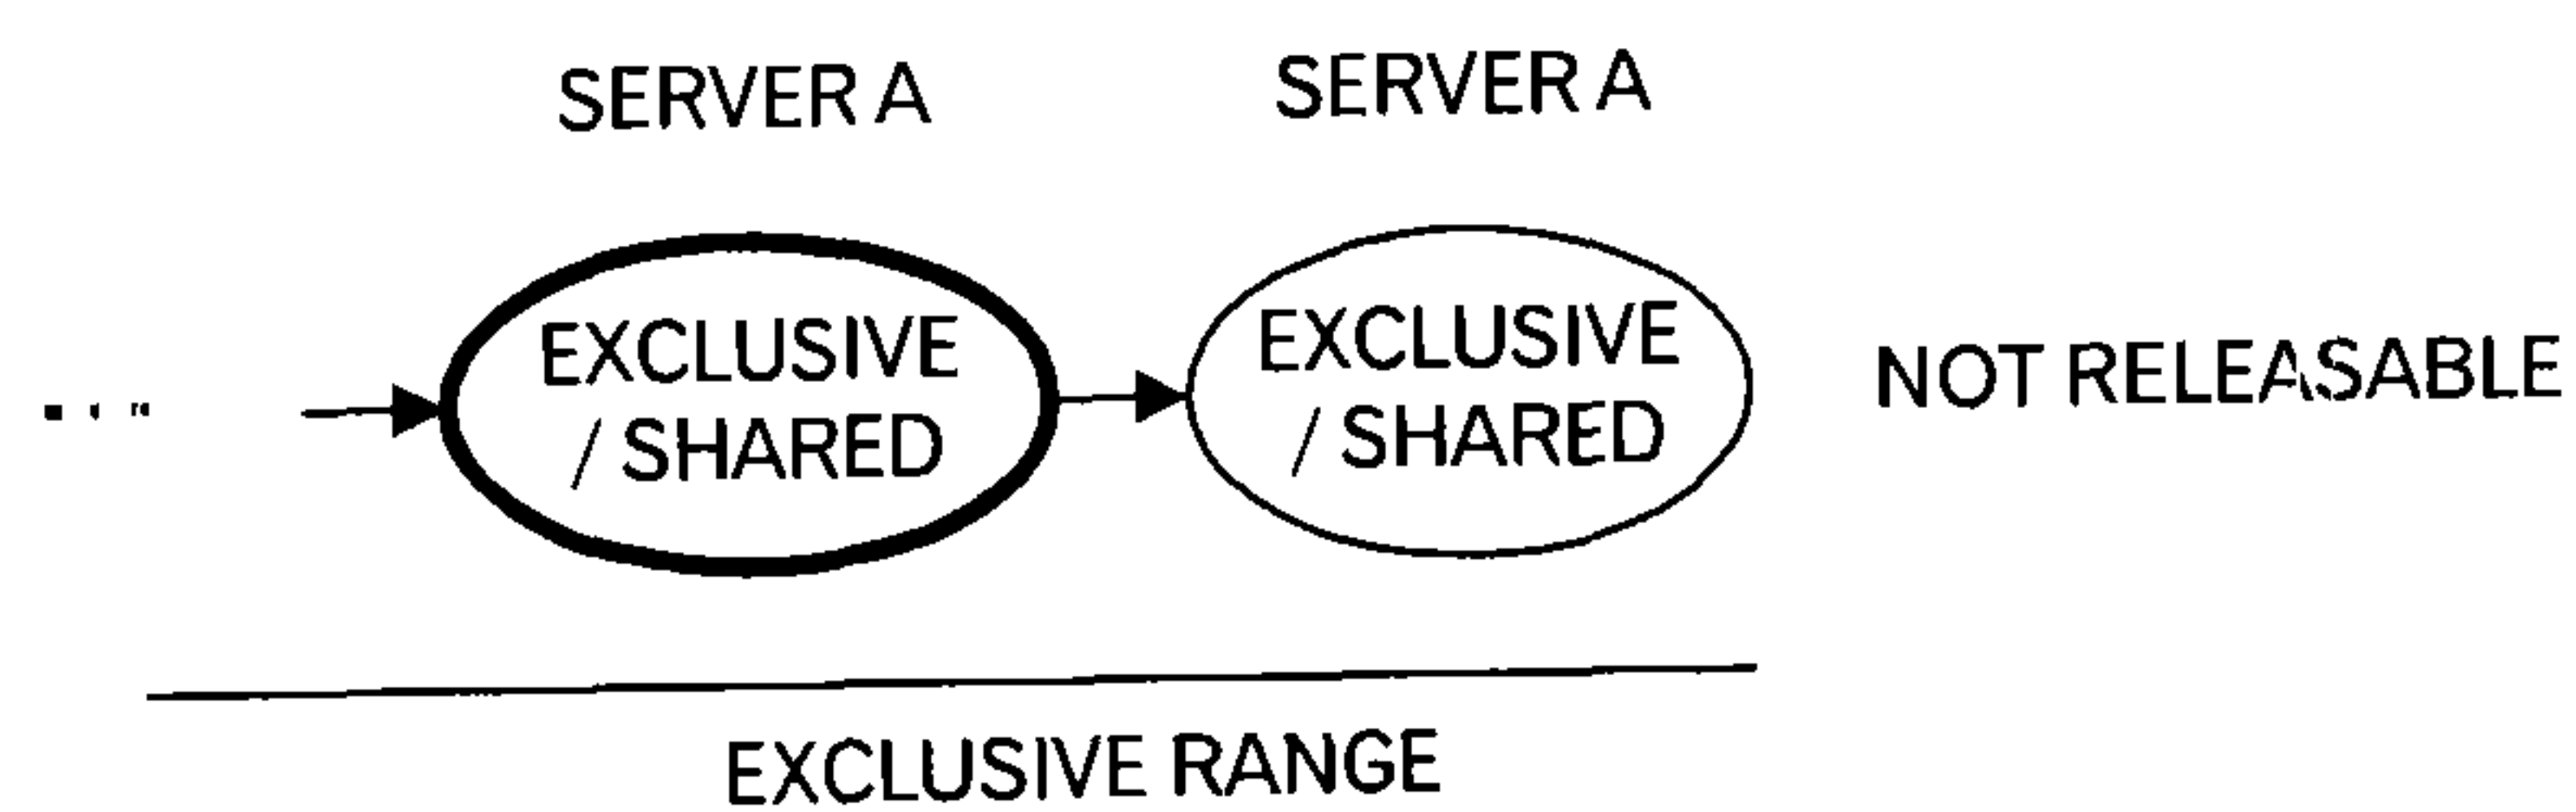 SERVER A
SERVER A
EXCLUSIVE
/ SHARED
EXCLUSIVE
/ SHARED
NOT RELEASABLE
EXCLUSIVE RANGE